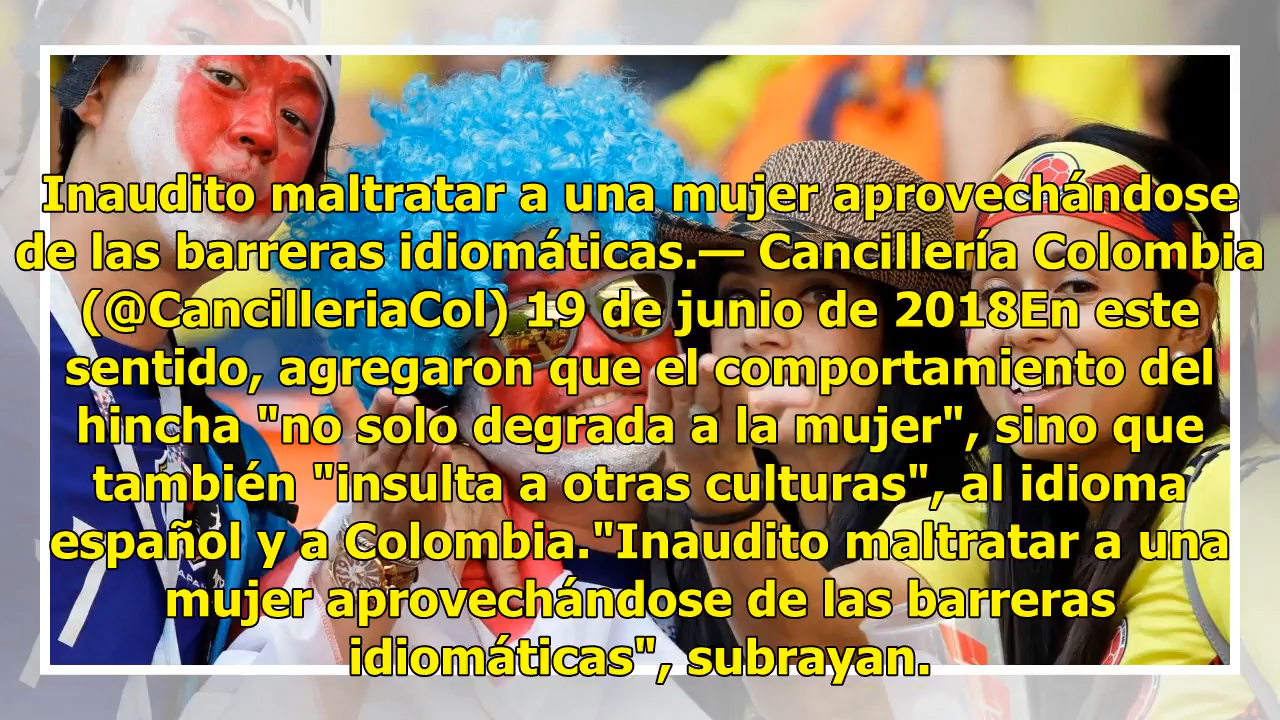 Inaudito maltratar a una mujer aprovechándose
de las barreras idiomáticas.— Cancillería Colombia
(@CancilleriaCol) 19 de junio de 2018En este
sentido, agregaron que el comportamiento del
hincha "no solo degrada a la mujer", sino que
también "insulta a otras culturas", al idioma
español y a Colombia."Inaudito maltratar a una
mujer aprovechándose de las barreras
idiomáticas", subrayan.